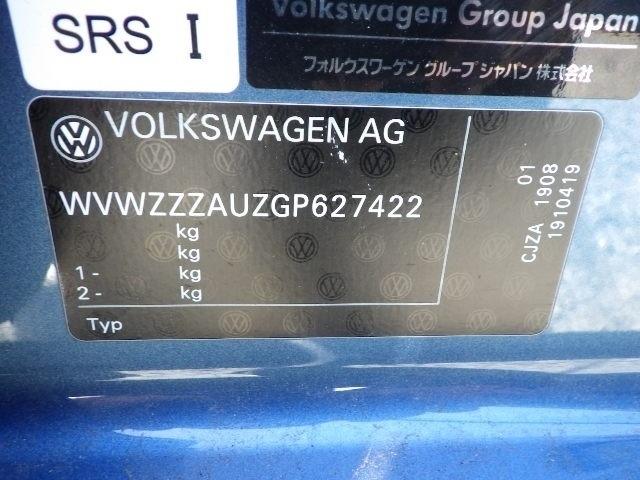 SRS I
Volkswagen Group Japan
フォルクスワーゲン グループ ジャパン 株式会社
VOLKSWAGEN AG
WVWZZZAUZGP627422
kg
kg
1 - kg
2 - kg
Typ
01
CJZA 1908
1910419